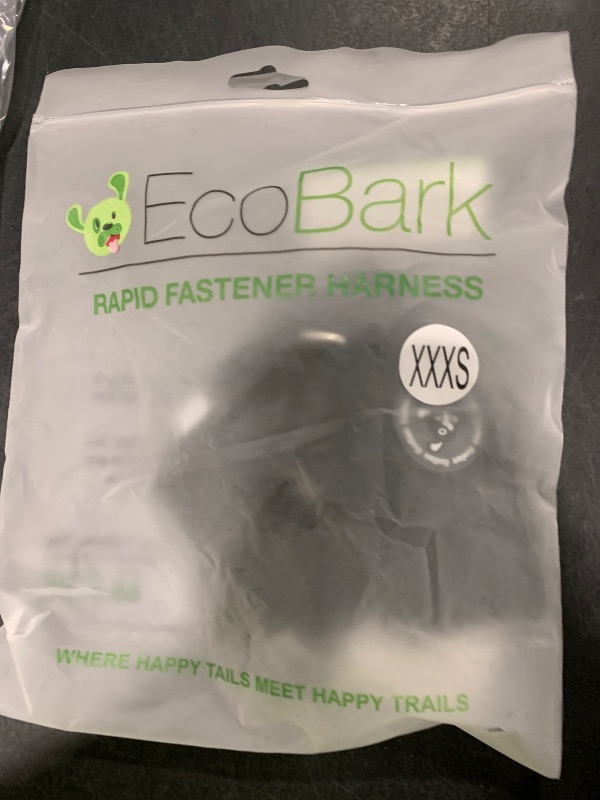 EcoBark
RAPID FASTENER HARNESS
XXXS
WHERE HAPPY TAILS MEET HAPPY TRAILS